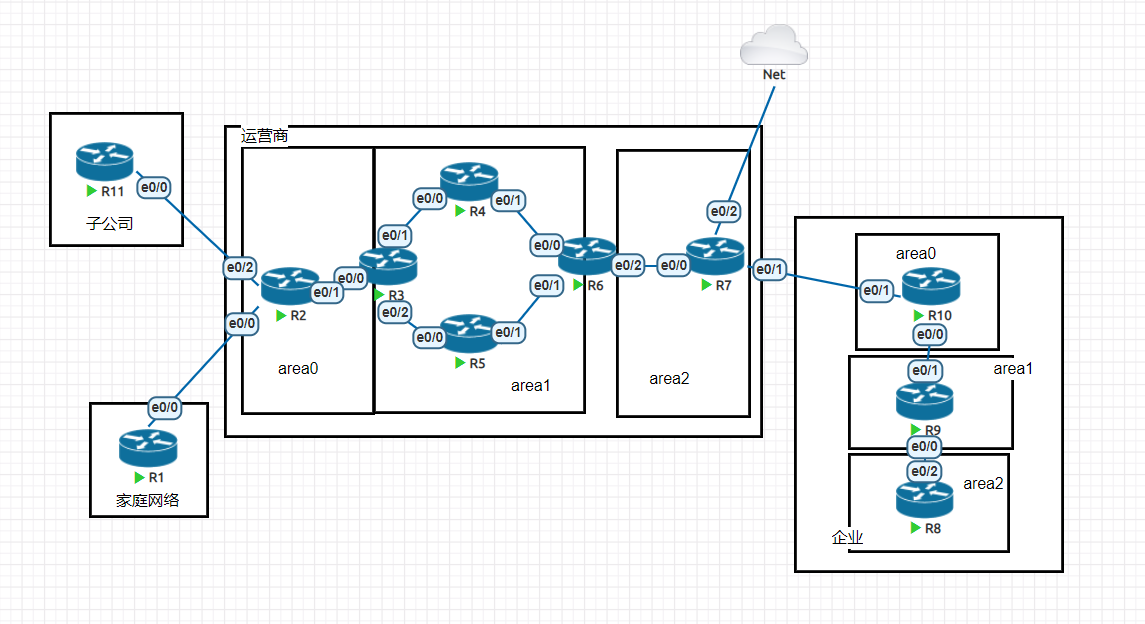 Net
运营商
e0/2
R11
e0/0
子公司
R4
e0/0
e0/1
e0/1
e0/0
e0/2
R2
e0/1
e0/0
R3
e0/2
e0/0
R5
e0/1
e0/1
R6
e0/2
e0/0
R7
e0/1
e0/0
area0
area1
area2
e0/0
R1
家庭网络
area0
e0/1
R10
e0/0
area1
e0/1
R9
e0/0
e0/2
area2
R8
企业